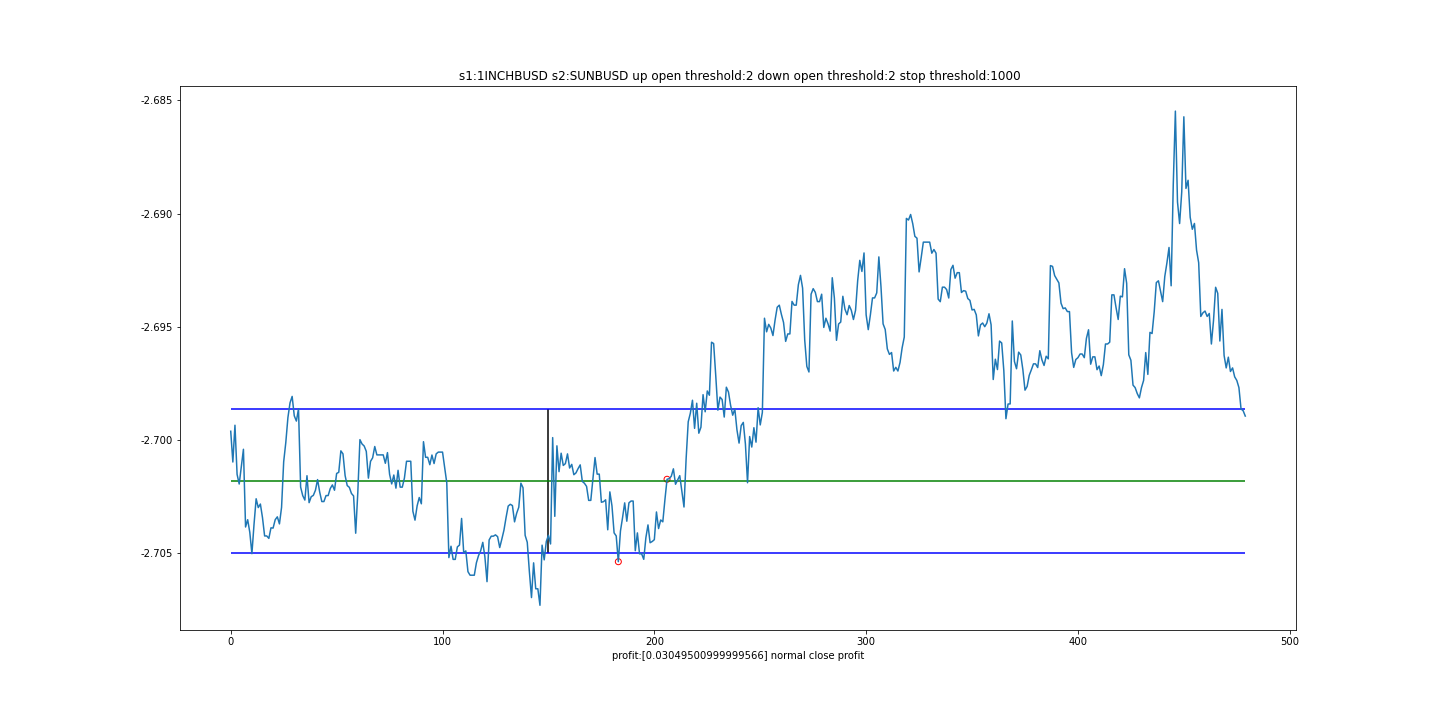 s1:1INCHBUSD s2:SUNBUSD up open threshold:2 down open threshold:2 stop threshold:1000
-2.685
-2.690
-2.695
-2.700
-2.705
0 100 200 300 400 500
profit:[0.03049500999999566] normal close profit